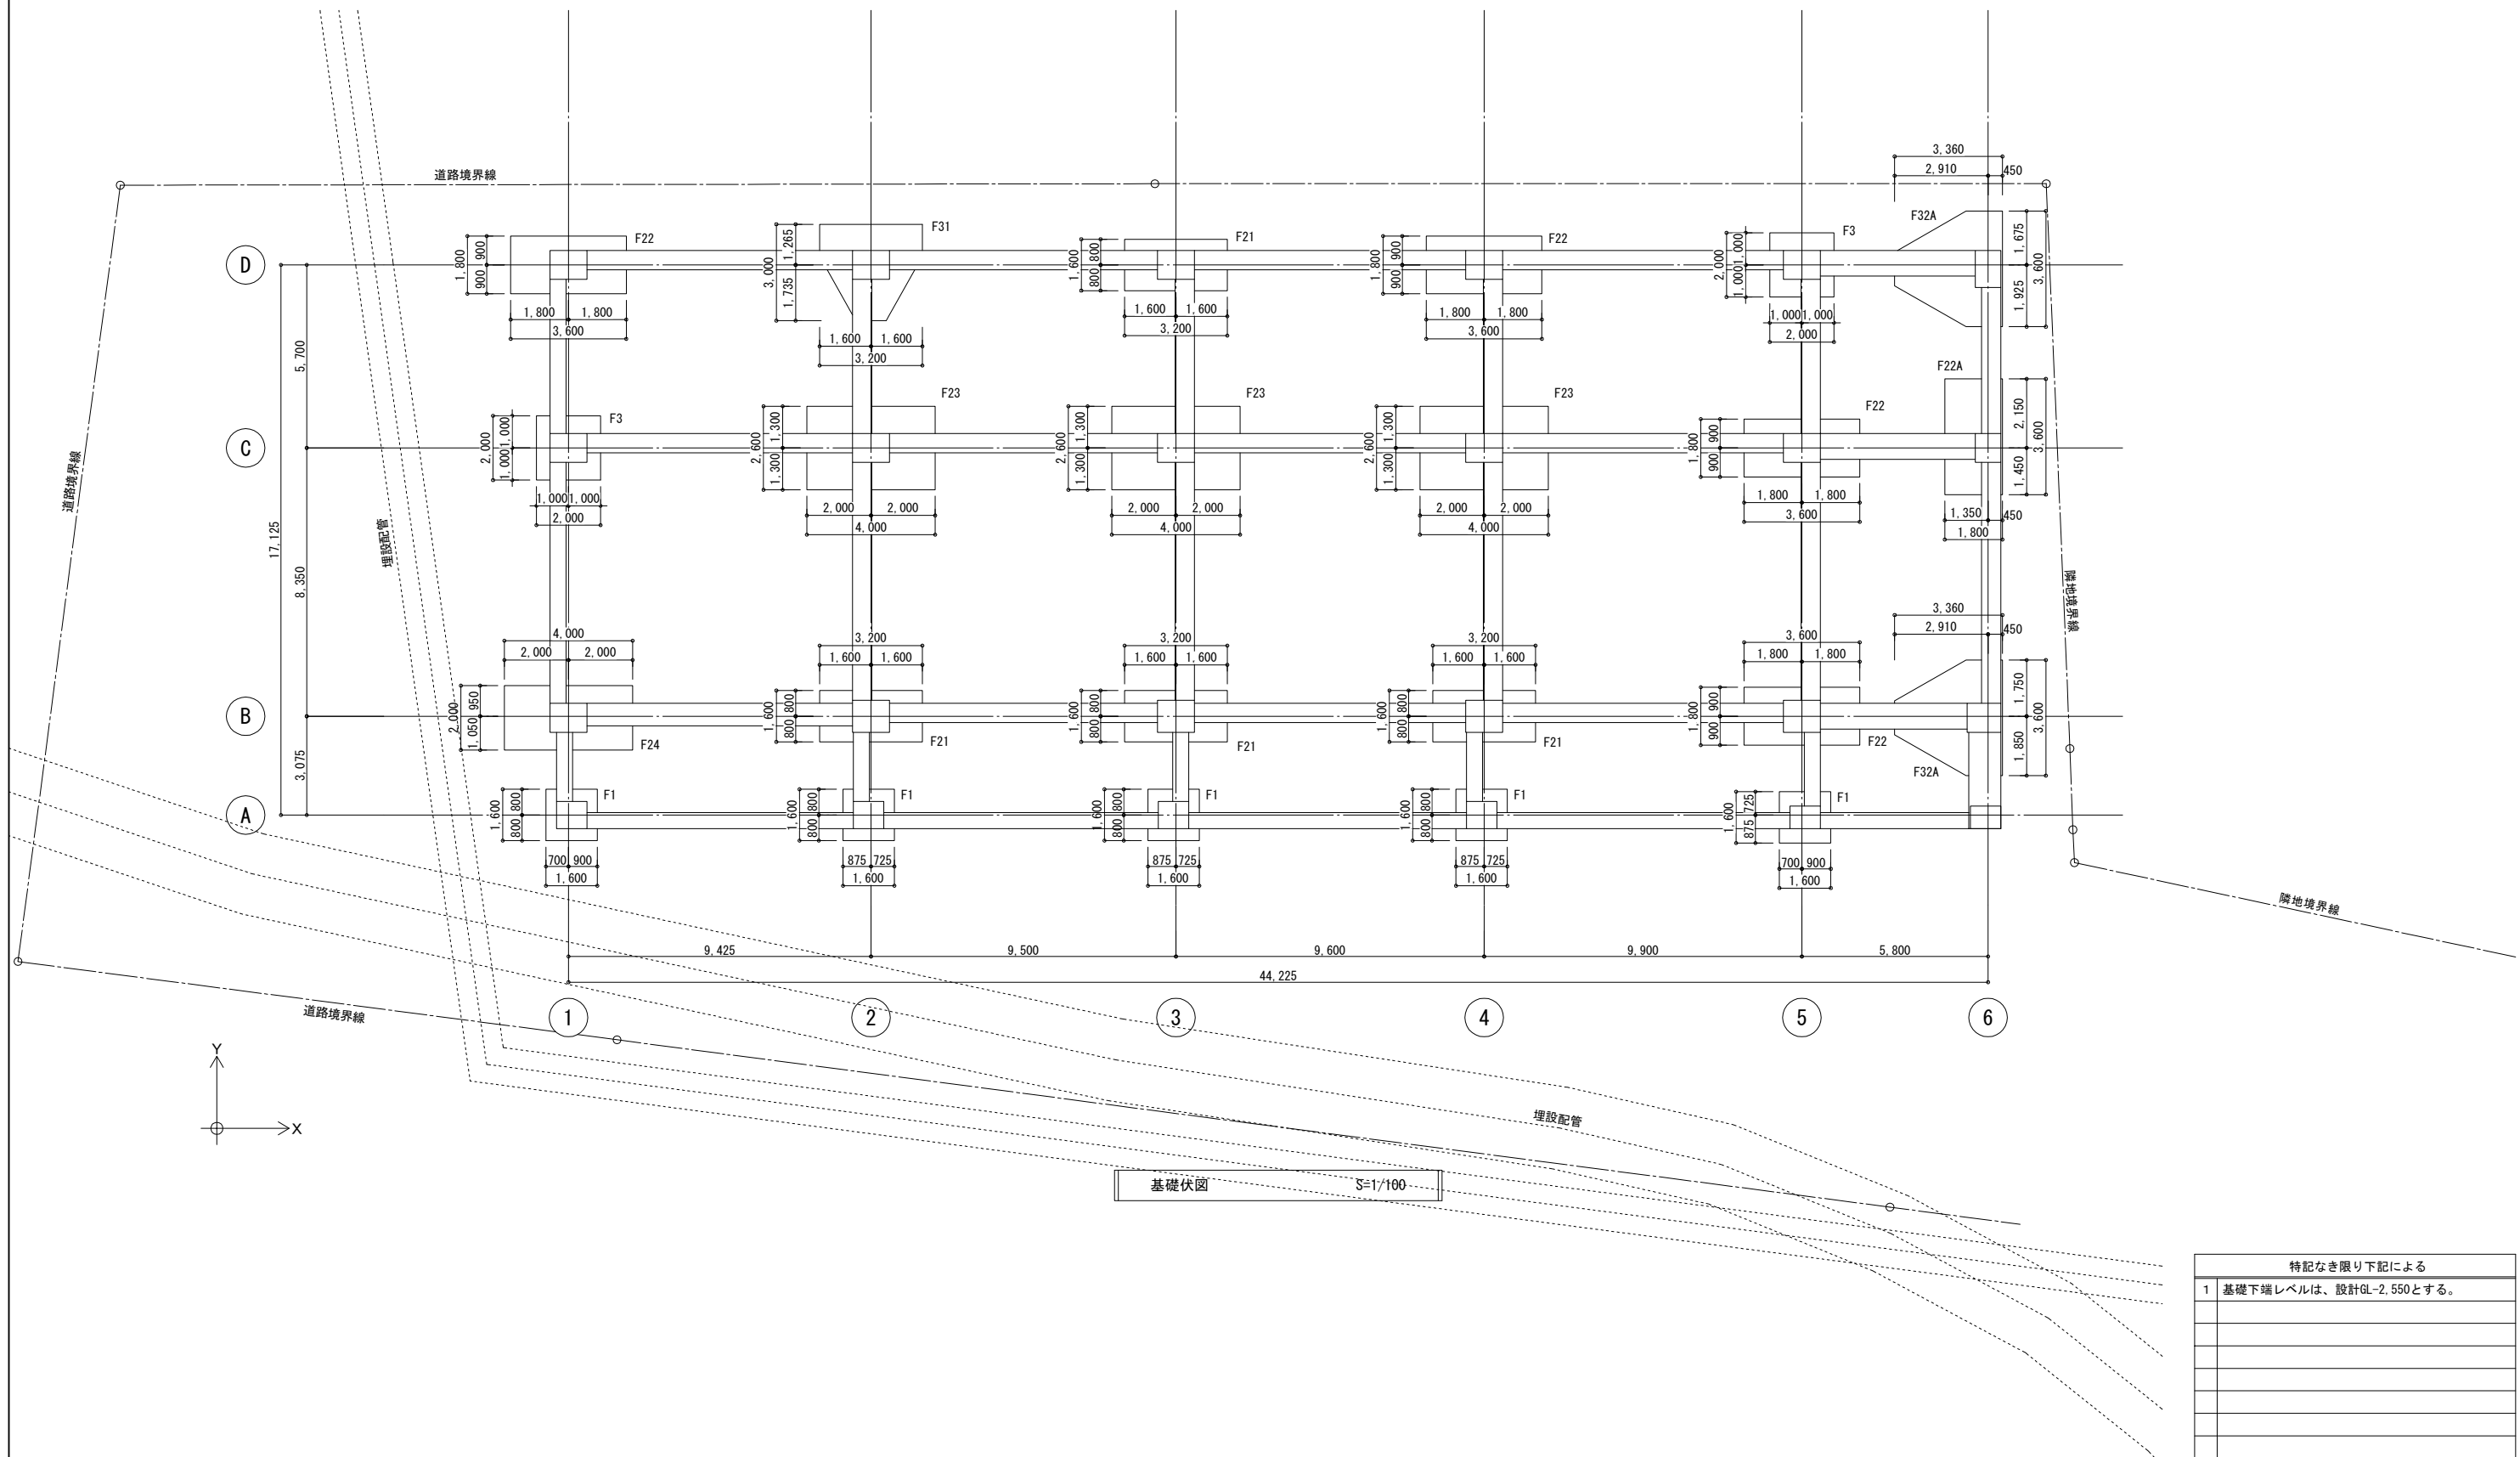 道路境界線
3,360
2,910 450
F22
F31
F21
F22
F3
F32A
D
1,800
900 900
1,265
3,000
1,735
1,600
800 800
1,800
900 900
2,000
1,000 1,000
1,675
3,600
1,925
1,800 1,800
3,600
1,600 1,600
3,200
1,600 1,600
3,200
1,800 1,800
3,600
1,000 1,000
2,000
5,700
F3
F23
F23
F23
F22
F22A
C
2,000
1,000 1,000
2,600
1,300 1,300
2,600
1,300 1,300
2,600
1,300 1,300
1,800
900 900
2,150
3,600
1,450
1,000 1,000
2,000
2,000 2,000
4,000
2,000 2,000
4,000
2,000 2,000
4,000
1,800 1,800
3,600
1,350 450
1,800
道路境界線
埋設配管
17,125
8,350
隣地境界線
4,000
2,000 2,000
3,200
1,600 1,600
3,200
1,600 1,600
3,200
1,600 1,600
3,600
1,800 1,800
3,360
2,910 450
B
2,000
1,050 950
1,600
800 800
1,600
800 800
1,600
800 800
1,800
900 900
1,750
3,600
1,850
F24
F21
F21
F21
F22
F32A
3,075
F1
F1
F1
F1
F1
A
1,600
800 800
1,600
800 800
1,600
800 800
1,600
800 800
1,600
875 725
700 900
1,600
875 725
1,600
875 725
1,600
875 725
1,600
700 900
1,600
隣地境界線
9,425 9,500 9,600 9,900 5,800
44,225
道路境界線
1 2 3 4 5 6
Y
X
埋設配管
基礎伏図 S=1/100
特記なき限り下記による
1 基礎下端レベルは、設計GL-2,550とする。